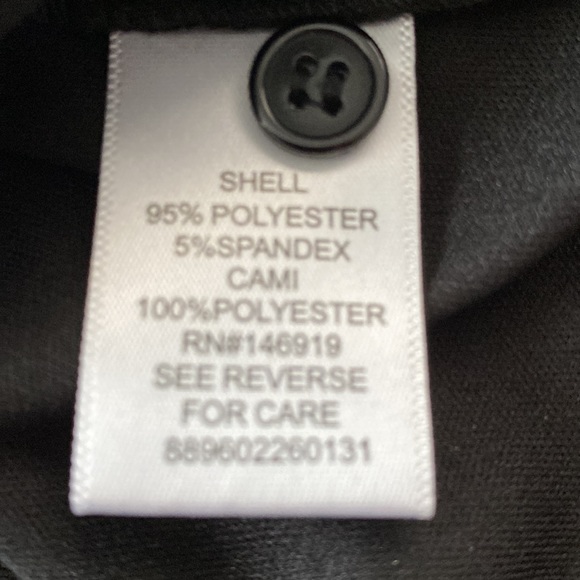 SHELL
95% POLYESTER
5%SPANDEX
CAMI
100%POLYESTER
RN#146919
SEE REVERSE
FOR CARE
889602260131